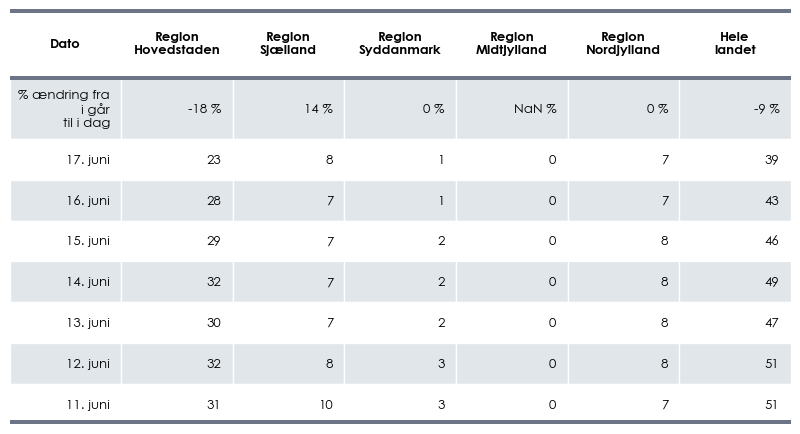 Dato Region Hovedstaden Region Sjælland Region Syddanmark Region Midtjylland Region Nordjylland Hele landet
% ændring fra i går til i dag -18 % 14 % 0 % NaN % 0 % -9 %
17. juni 23 8 1 0 7 39
16. juni 28 7 1 0 7 43
15. juni 29 7 2 0 8 46
14. juni 32 7 2 0 8 49
13. juni 30 7 2 0 8 47
12. juni 32 8 3 0 8 51
11. juni 31 10 3 0 7 51